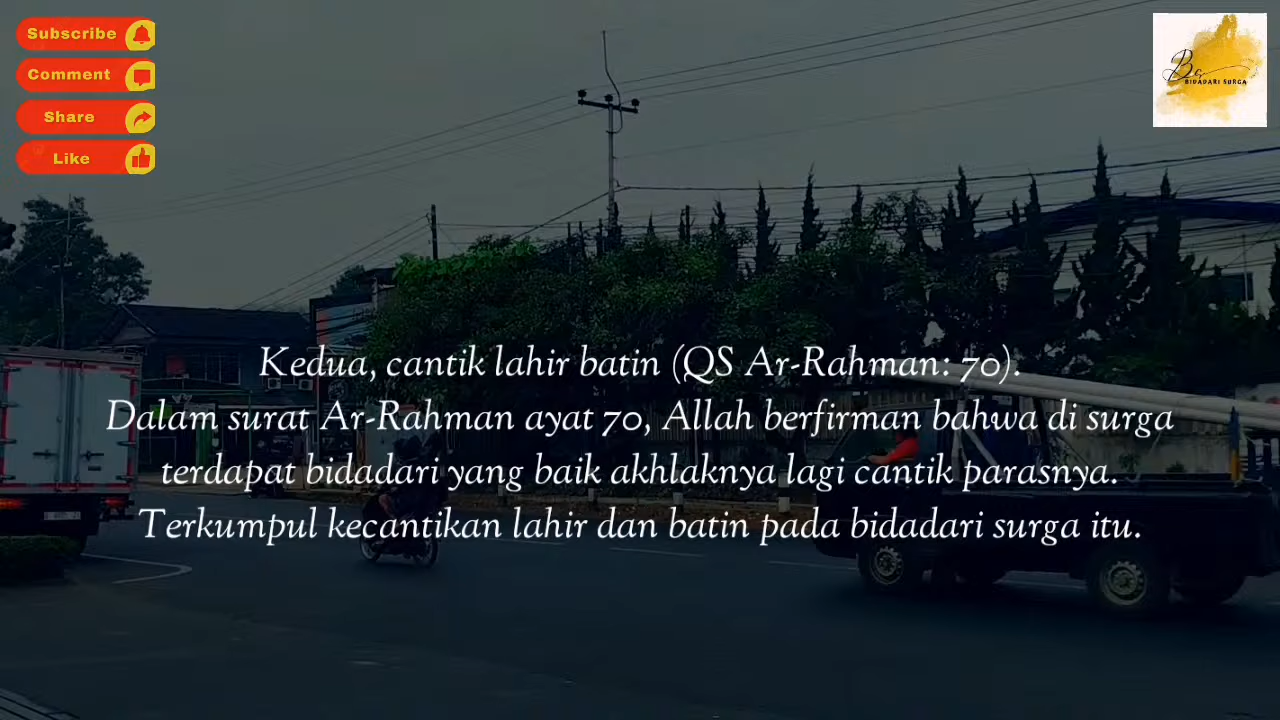 Subscribe
Comment
Share
Like
BIDADARI SURGA
Kedua, cantik lahir batin (QS Ar-Rahman: 70).
Dalam surat Ar-Rahman ayat 70, Allah berfirman bahwa di surga
terdapat bidadari yang baik akhlaknya lagi cantik parasnya.
Terkumpul kecantikan lahir dan batin pada bidadari surga itu.